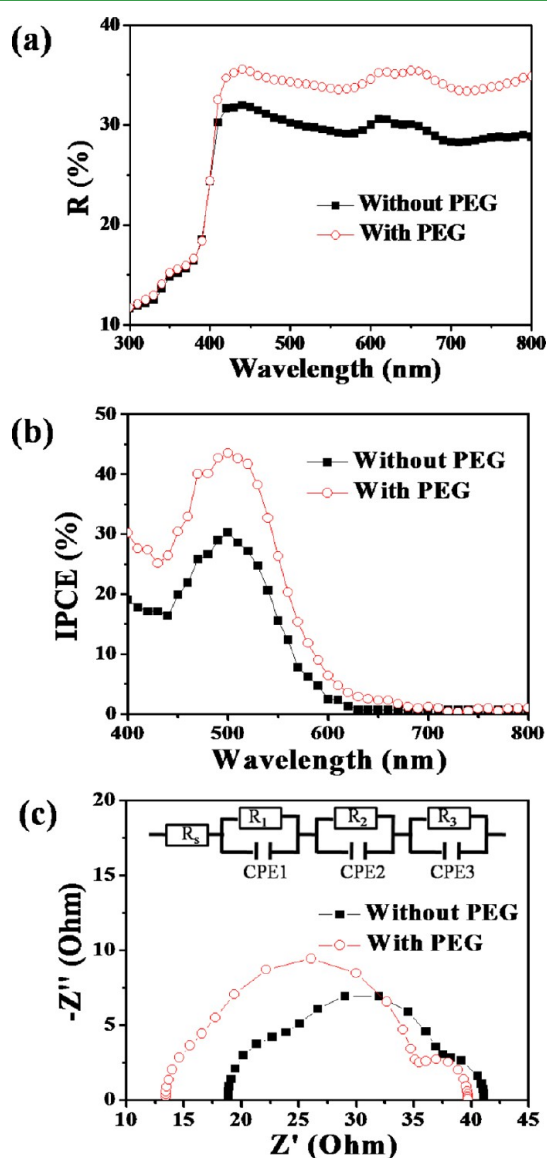 (a)
40
30
20
10
R (%)
Without PEG
With PEG
300 400 500 600 700 800
Wavelength (nm)
(b)
50
40
30
20
10
0
IPCE (%)
Without PEG
With PEG
400 500 600 700 800
Wavelength (nm)
(c)
20
15
10
5
0
-Z'' (Ohm)
Rs R1 R2 R3
CPE1 CPE2 CPE3
Without PEG
With PEG
10 15 20 25 30 35 40 45
Z' (Ohm)